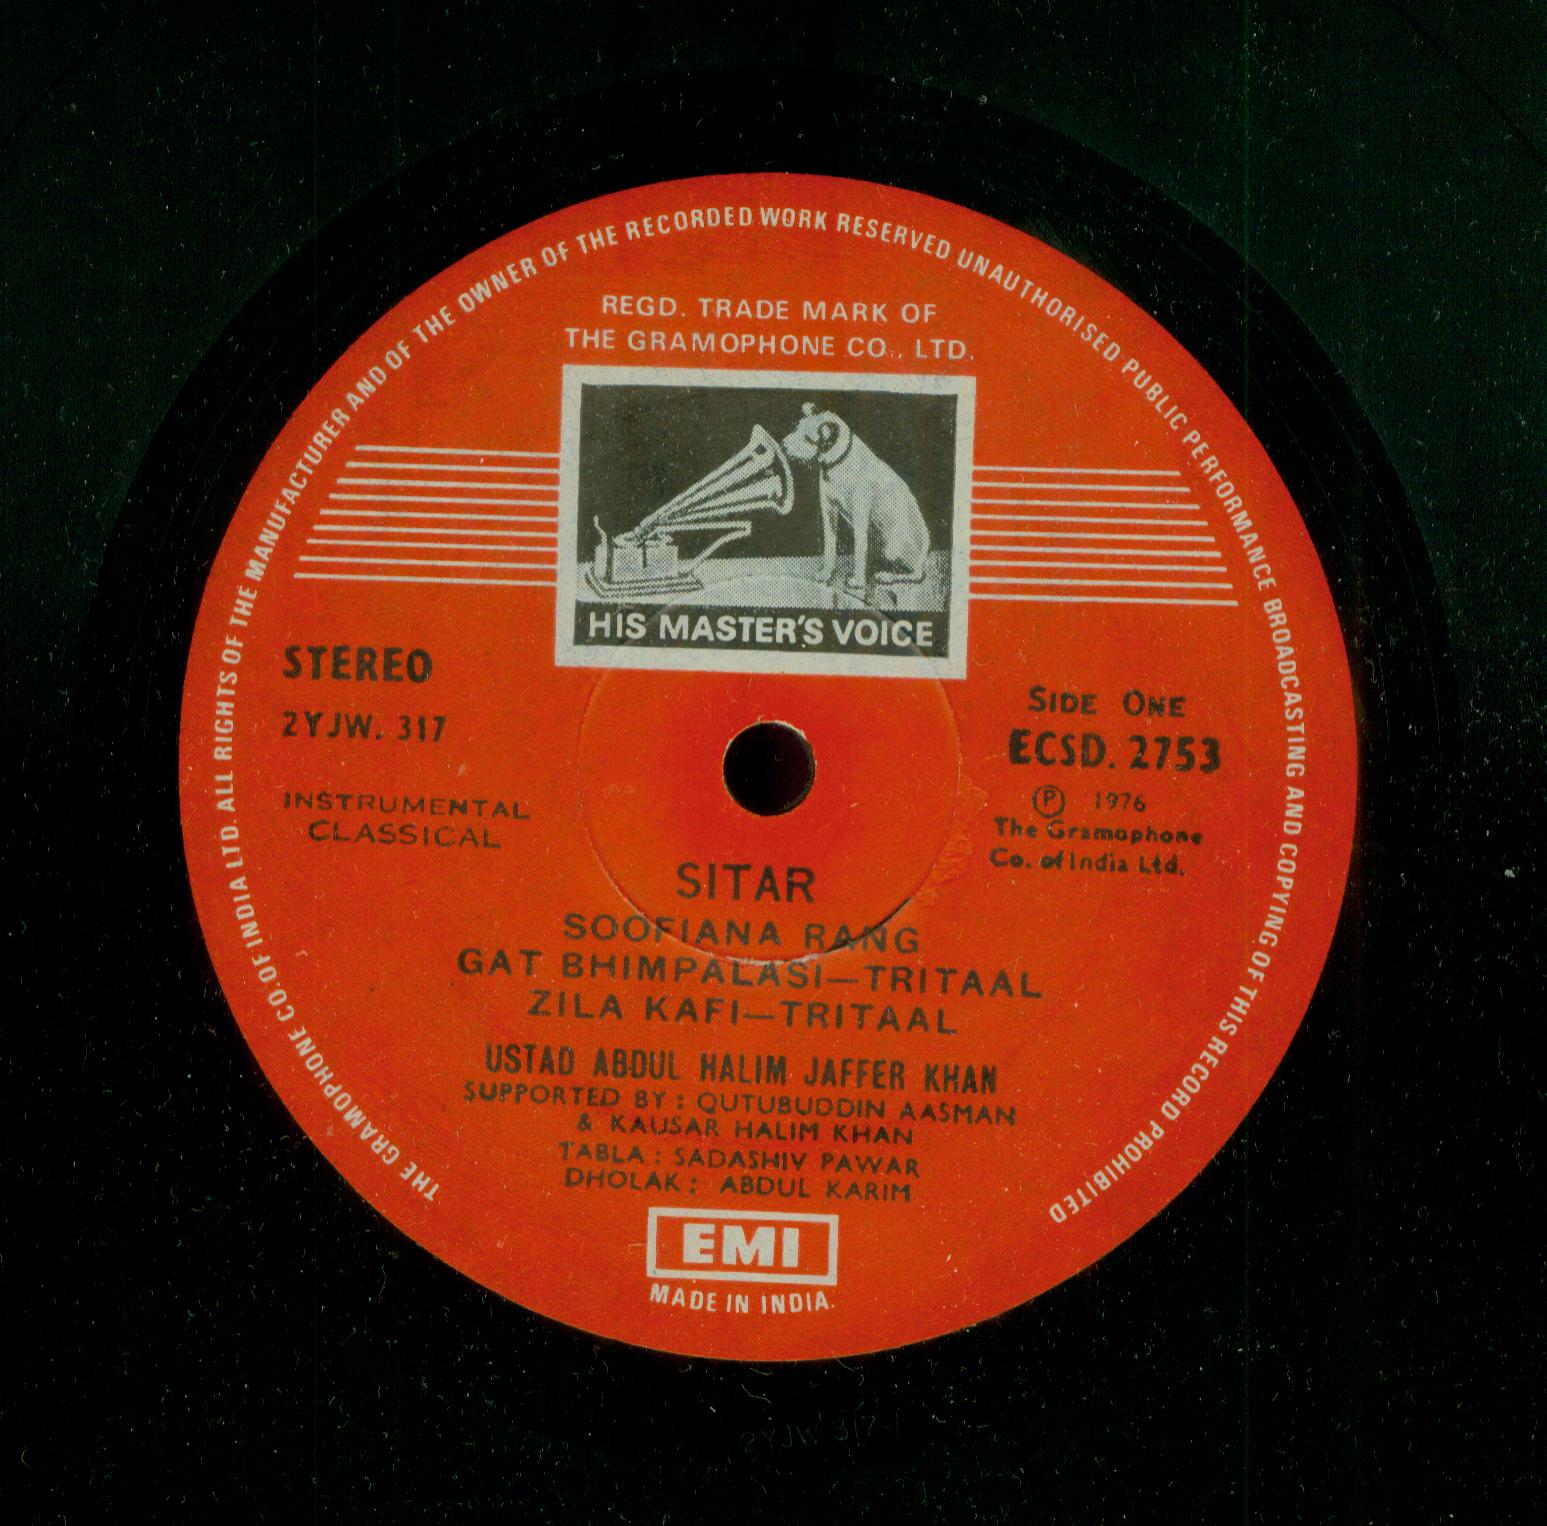 THE GRAMOPHONE CO. OF INDIA LTD. ALL RIGHTS OF THE MANUFACTURER AND OF THE OWNER OF THE RECORDED WORK RESERVED UNAUTHORISED PUBLIC PERFORMANCE BROADCASTING AND COPYING OF THIS RECORD PROHIBITED
REGD. TRADE MARK OF
THE GRAMOPHONE CO., LTD.
HIS MASTER'S VOICE
STEREO
2YJW. 317
INSTRUMENTAL
CLASSICAL
SIDE ONE
ECSD. 2753
Ⓟ 1976
The Gramophone
Co. of India Ltd.
SITAR
SOOFIANA RANG
GAT BHIMPALASI—TRITAAL
ZILA KAFI—TRITAAL
USTAD ABDUL HALIM JAFFER KHAN
SUPPORTED BY : QUTUBUDDIN AASMAN
& KAUSAR HALIM KHAN
TABLA : SADASHIV PAWAR
DHOLAK : ABDUL KARIM
EMI
MADE IN INDIA.